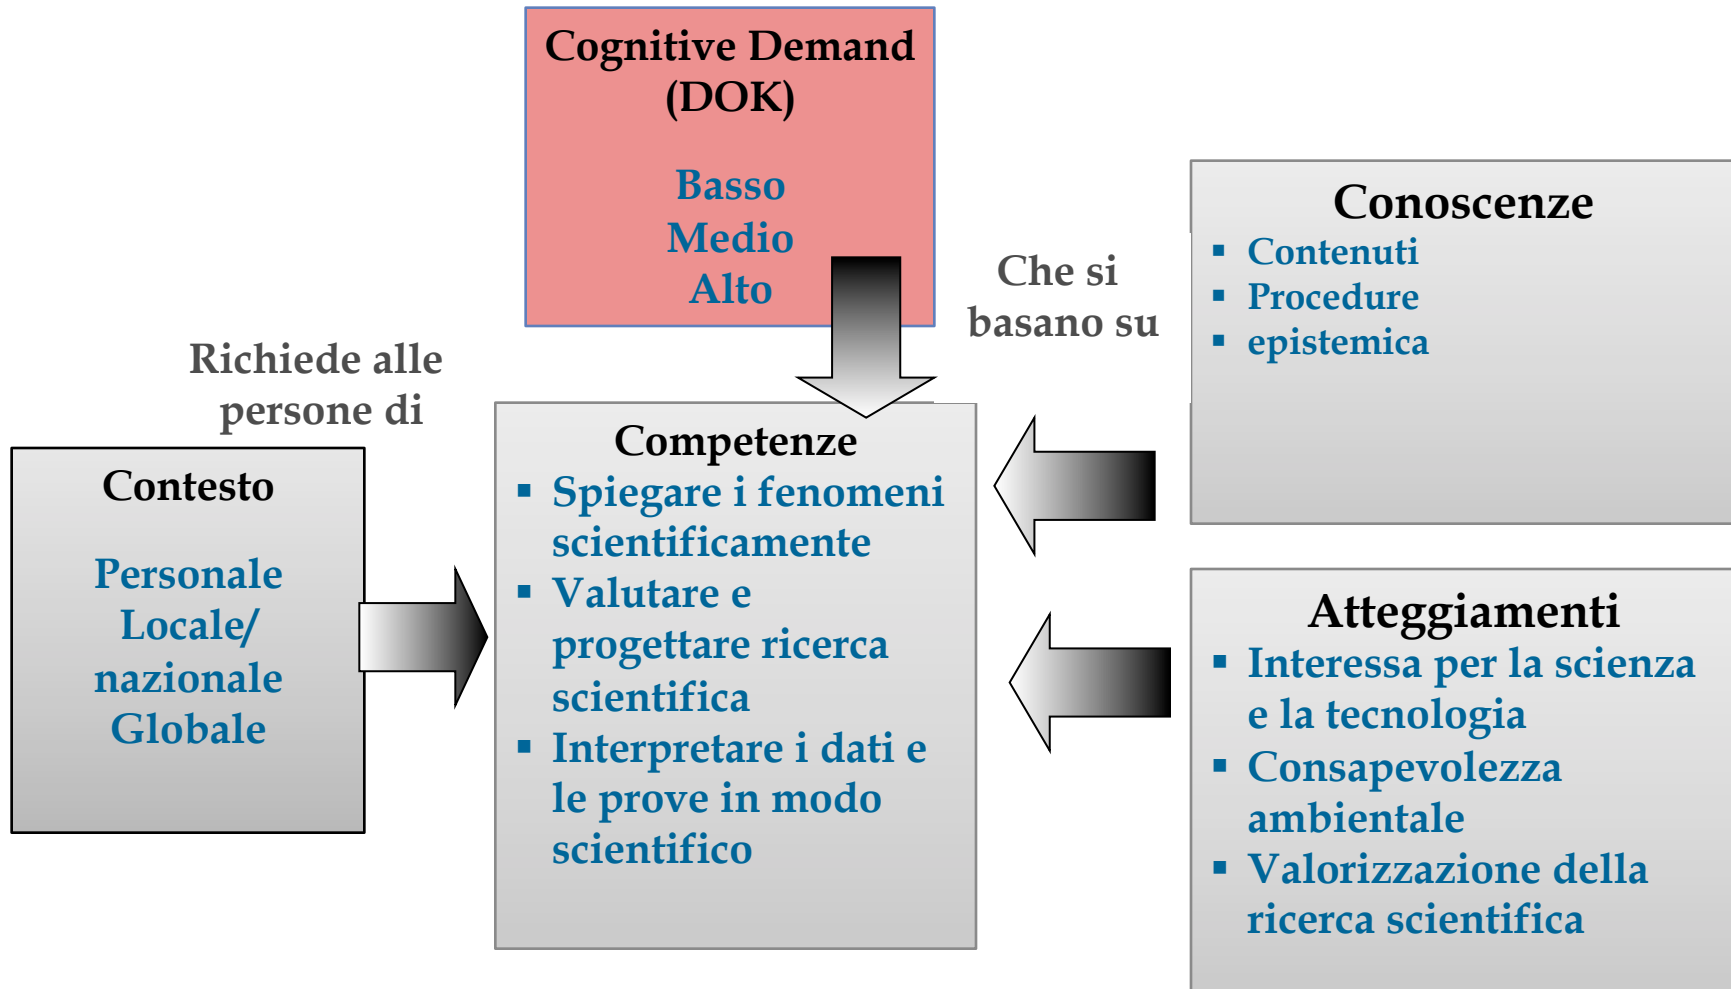 Cognitive Demand
(DOK)
Basso
Medio
Alto
Richiede alle
persone di
Contesto
Personale
Locale/
nazionale
Globale
Competenze
▪ Spiegare i fenomeni
scientificamente
▪ Valutare e
progettare ricerca
scientifica
▪ Interpretare i dati e
le prove in modo
scientifico
Che si
basano su
Conoscenze
▪ Contenuti
▪ Procedure
▪ epistemica
Atteggiamenti
▪ Interessa per la scienza
e la tecnologia
▪ Consapevolezza
ambientale
▪ Valorizzazione della
ricerca scientifica